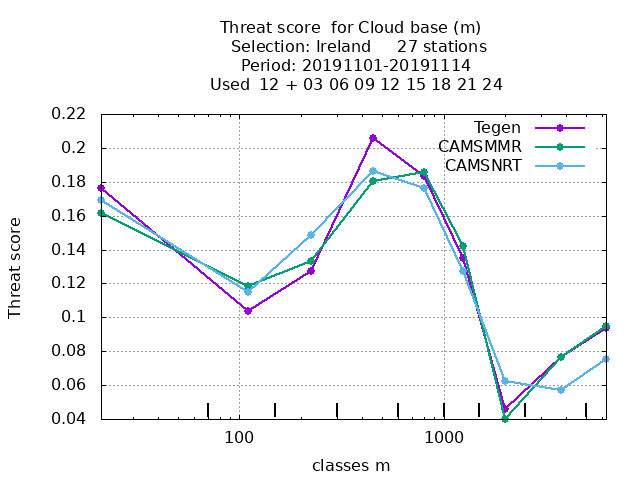 Threat score  for Cloud base (m)
Selection: Ireland     27 stations
Period: 20191101-20191114
Used  12 + 03 06 09 12 15 18 21 24
Tegen
CAMSMMR
CAMSNRT
0.22
0.2
0.18
0.16
0.14
0.12
0.1
0.08
0.06
0.04
Threat score
100 1000
classes m